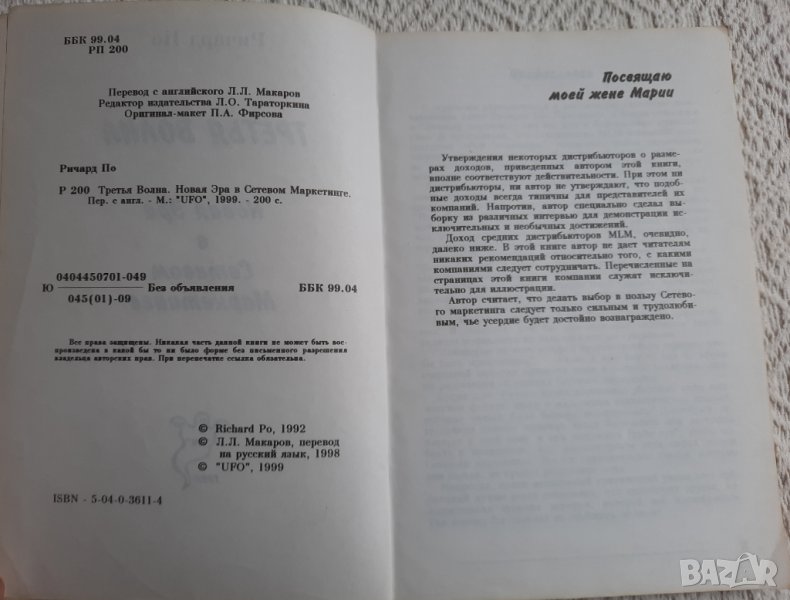 ББК 99.04
РП 200
Перевод с английского Л.Л. Макаров
Редактор издательства Л.О. Тараторкина
Оригинал-макет П.А. Фирсова
Ричард По
Р 200 Третья Волна. Новая Эра в Сетевом Маркетинге.
Пер. с англ. - М.: "UFO", 1999. - 200 с.
0404450701-049
Ю Без объявления ББК 99.04
045(01)-09
Все права защищены. Никакая часть данной книги не может быть вос-
произведена в какой бы то ни было форме без письменного разрешения
владельца авторских прав. При перепечатке ссылка обязательна.
© Richard Po, 1992
© Л.Л. Макаров, перевод
на русский язык, 1998
© "UFO", 1999
ISBN - 5-04-0-3611-4
Посвящаю
моей жене Марии
Утверждения некоторых дистрибьюторов о разме-
рах доходов, приведенных автором этой книги,
вполне соответствуют действительности. При этом ни
дистрибьюторы, ни автор не утверждают, что подоб-
ные доходы всегда типичны для представителей их
компаний. Напротив, автор специально сделал вы-
борку из различных интервью для демонстрации ис-
ключительных и необычных достижений.
Доход средних дистрибьюторов MLM, очевидно,
далеко ниже. В этой книге автор не дает читателям
никаких рекомендаций относительно того, с какими
компаниями следует сотрудничать. Перечисленные на
страницах этой книги компании служат исключитель-
но для иллюстрации.
Автор считает, что делать выбор в пользу Сетево-
го маркетинга следует только сильным и трудолюби-
вым, чье усердие будет достойно вознаграждено.
BAZAR